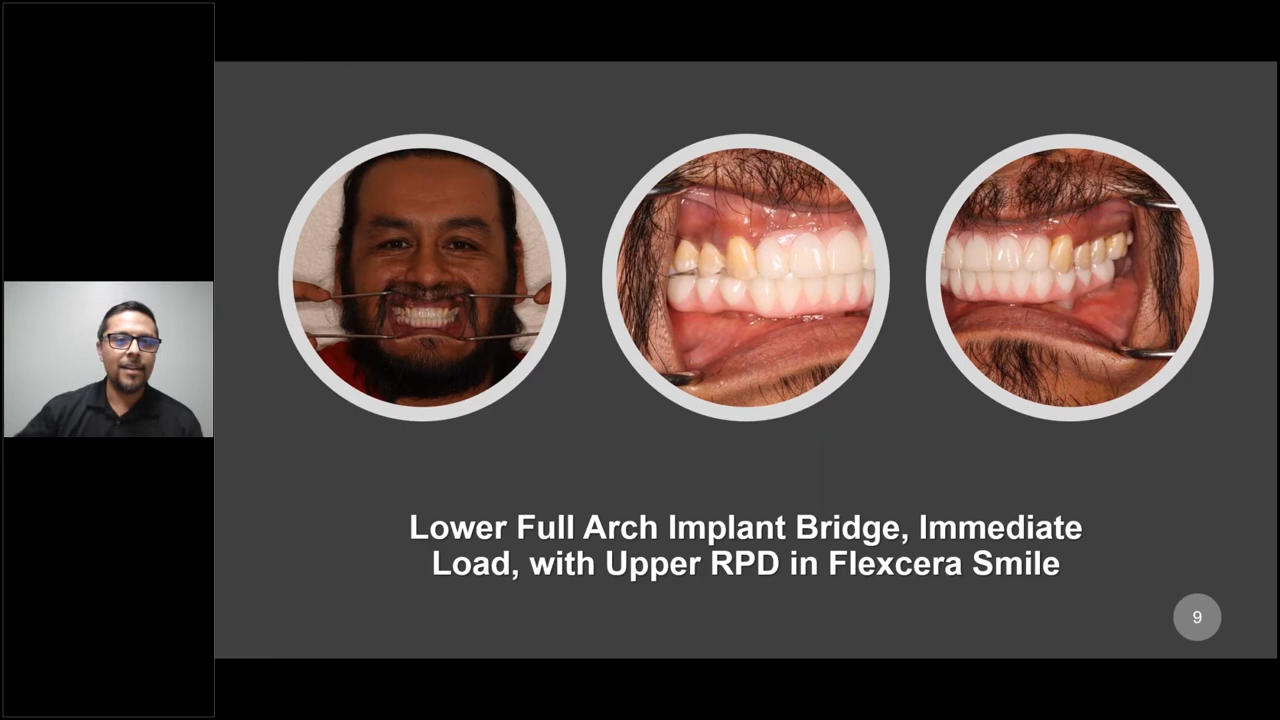 Lower Full Arch Implant Bridge, Immediate
Load, with Upper RPD in Flexcera Smile
9